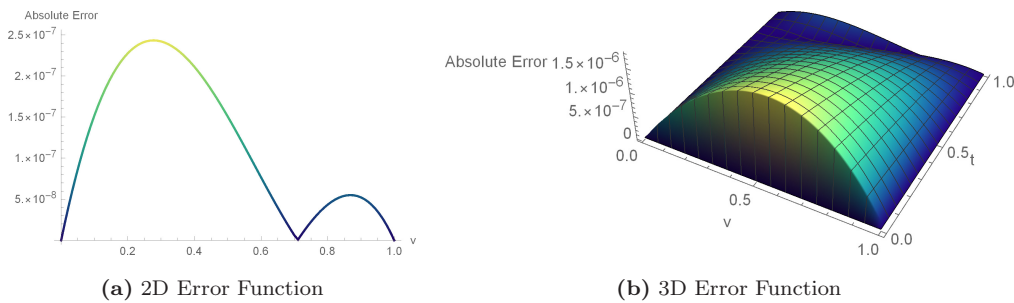 Absolute Error
2.5×10⁻⁷
2.×10⁻⁷
1.5×10⁻⁷
1.×10⁻⁷
5.×10⁻⁸
0.2 0.4 0.6 0.8 1.0 v
Absolute Error 1.5×10⁻⁶
1.×10⁻⁶
5.×10⁻⁷
0
0.0
0.5
v
1.0
0.0
0.5
t
1.0
(a) 2D Error Function
(b) 3D Error Function